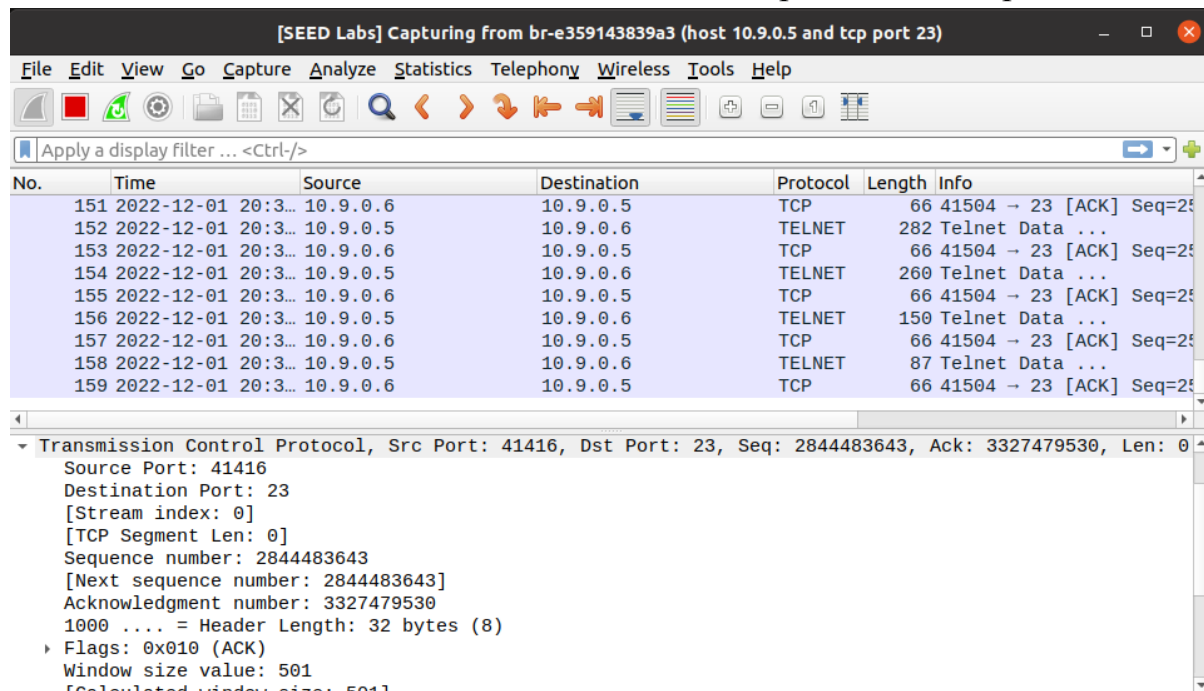 [SEED Labs] Capturing from br-e359143839a3 (host 10.9.0.5 and tcp port 23)
File Edit View Go Capture Analyze Statistics Telephony Wireless Tools Help
Apply a display filter ... <Ctrl-/>
No. Time Source Destination Protocol Length Info
151 2022-12-01 20:3… 10.9.0.6 10.9.0.5 TCP 66 41504 → 23 [ACK] Seq=25
152 2022-12-01 20:3… 10.9.0.5 10.9.0.6 TELNET 282 Telnet Data ...
153 2022-12-01 20:3… 10.9.0.6 10.9.0.5 TCP 66 41504 → 23 [ACK] Seq=25
154 2022-12-01 20:3… 10.9.0.5 10.9.0.6 TELNET 260 Telnet Data ...
155 2022-12-01 20:3… 10.9.0.6 10.9.0.5 TCP 66 41504 → 23 [ACK] Seq=25
156 2022-12-01 20:3… 10.9.0.5 10.9.0.6 TELNET 150 Telnet Data ...
157 2022-12-01 20:3… 10.9.0.6 10.9.0.5 TCP 66 41504 → 23 [ACK] Seq=25
158 2022-12-01 20:3… 10.9.0.5 10.9.0.6 TELNET 87 Telnet Data ...
159 2022-12-01 20:3… 10.9.0.6 10.9.0.5 TCP 66 41504 → 23 [ACK] Seq=25
Transmission Control Protocol, Src Port: 41416, Dst Port: 23, Seq: 2844483643, Ack: 3327479530, Len: 0
Source Port: 41416
Destination Port: 23
[Stream index: 0]
[TCP Segment Len: 0]
Sequence number: 2844483643
[Next sequence number: 2844483643]
Acknowledgment number: 3327479530
1000 .... = Header Length: 32 bytes (8)
Flags: 0x010 (ACK)
Window size value: 501
[Calculated window size: 501]